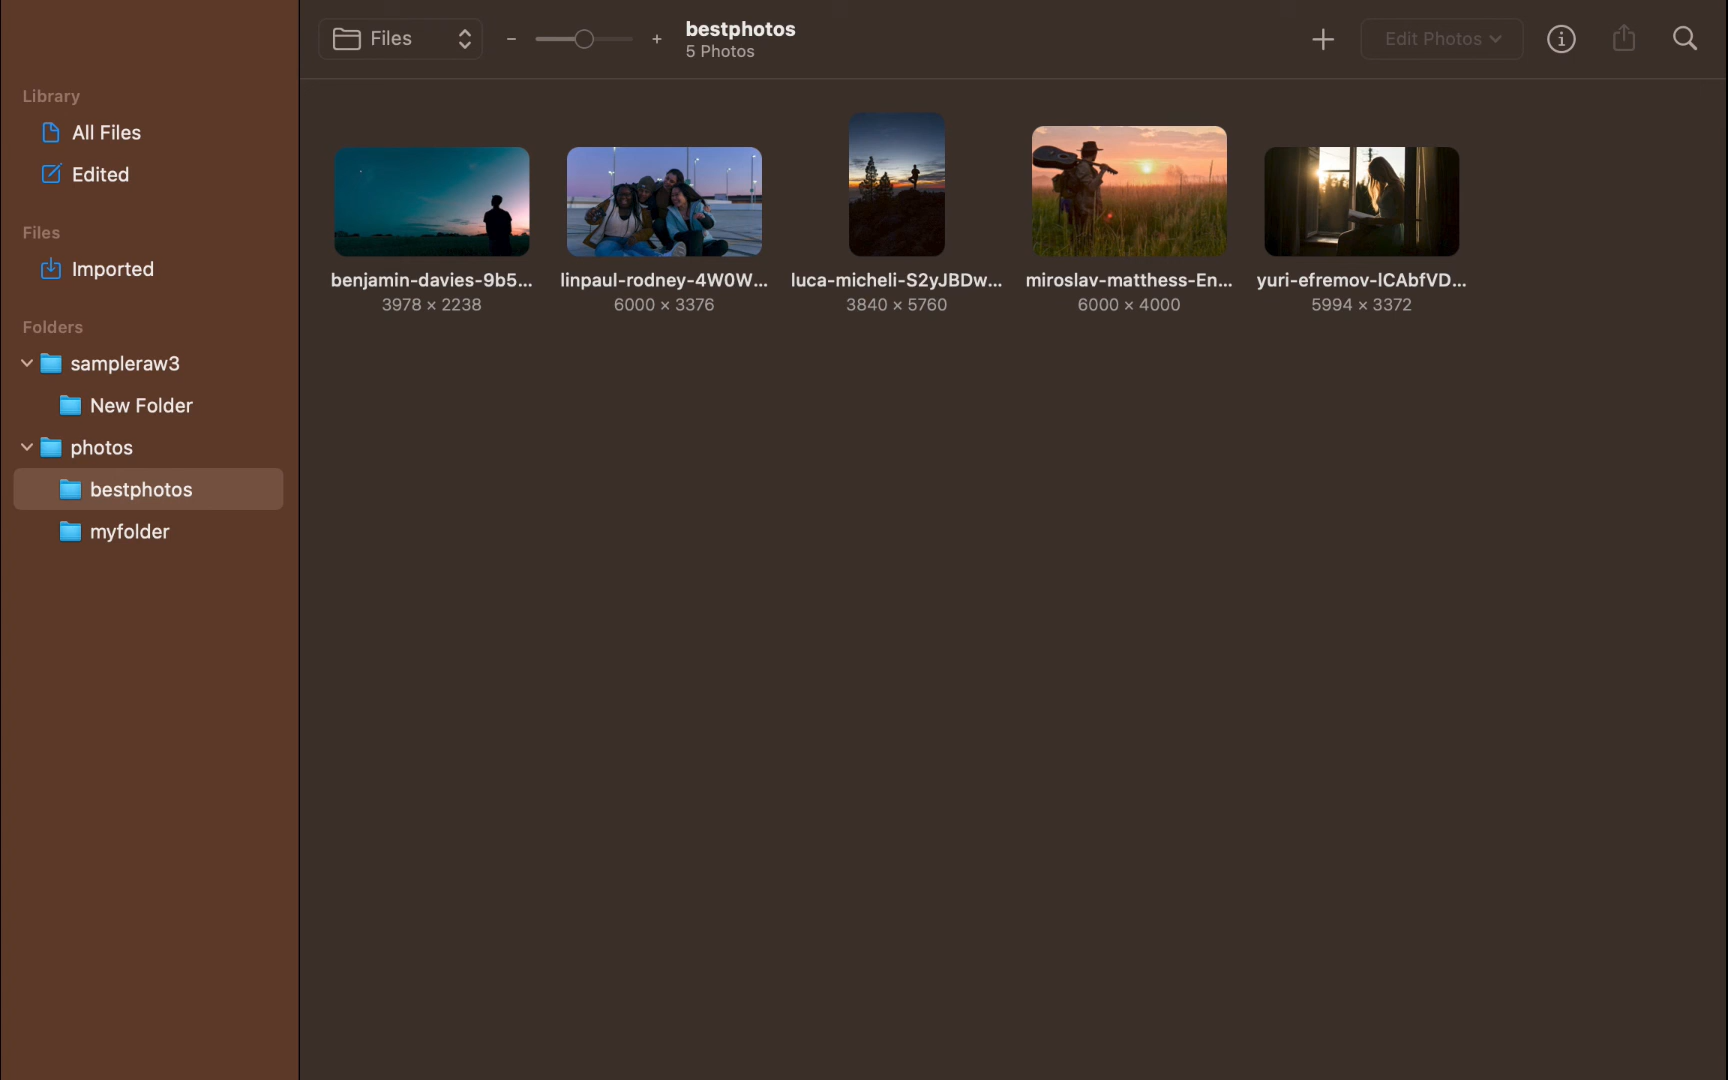 Files
bestphotos
5 Photos
Edit Photos
Library
All Files
Edited
Files
Imported
Folders
sampleraw3
New Folder
photos
bestphotos
myfolder
benjamin-davies-9b5...
3978 × 2238
linpaul-rodney-4W0W...
6000 × 3376
luca-micheli-S2yJBDw...
3840 × 5760
miroslav-matthess-En...
6000 × 4000
yuri-efremov-lCAbfVD...
5994 × 3372